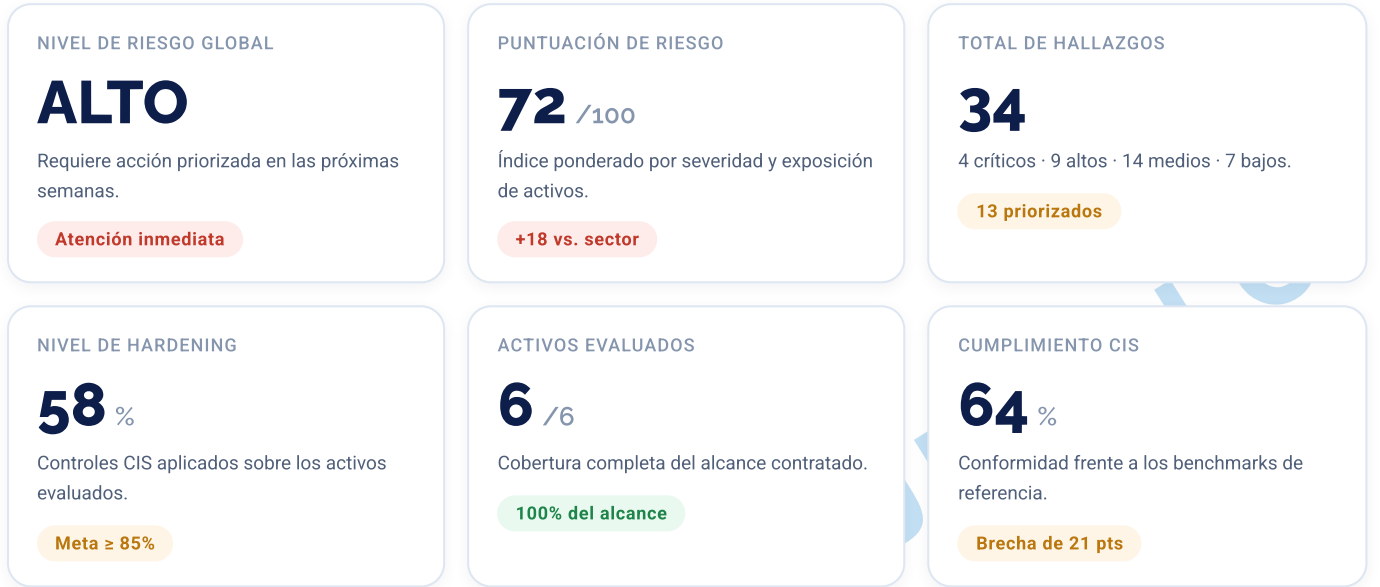 NIVEL DE RIESGO GLOBAL
ALTO
Requiere acción priorizada en las próximas
semanas.
Atención inmediata
PUNTUACIÓN DE RIESGO
72 /100
Índice ponderado por severidad y exposición
de activos.
+18 vs. sector
TOTAL DE HALLAZGOS
34
4 críticos · 9 altos · 14 medios · 7 bajos.
13 priorizados
NIVEL DE HARDENING
58 %
Controles CIS aplicados sobre los activos
evaluados.
Meta ≥ 85%
ACTIVOS EVALUADOS
6 /6
Cobertura completa del alcance contratado.
100% del alcance
CUMPLIMIENTO CIS
64 %
Conformidad frente a los benchmarks de
referencia.
Brecha de 21 pts